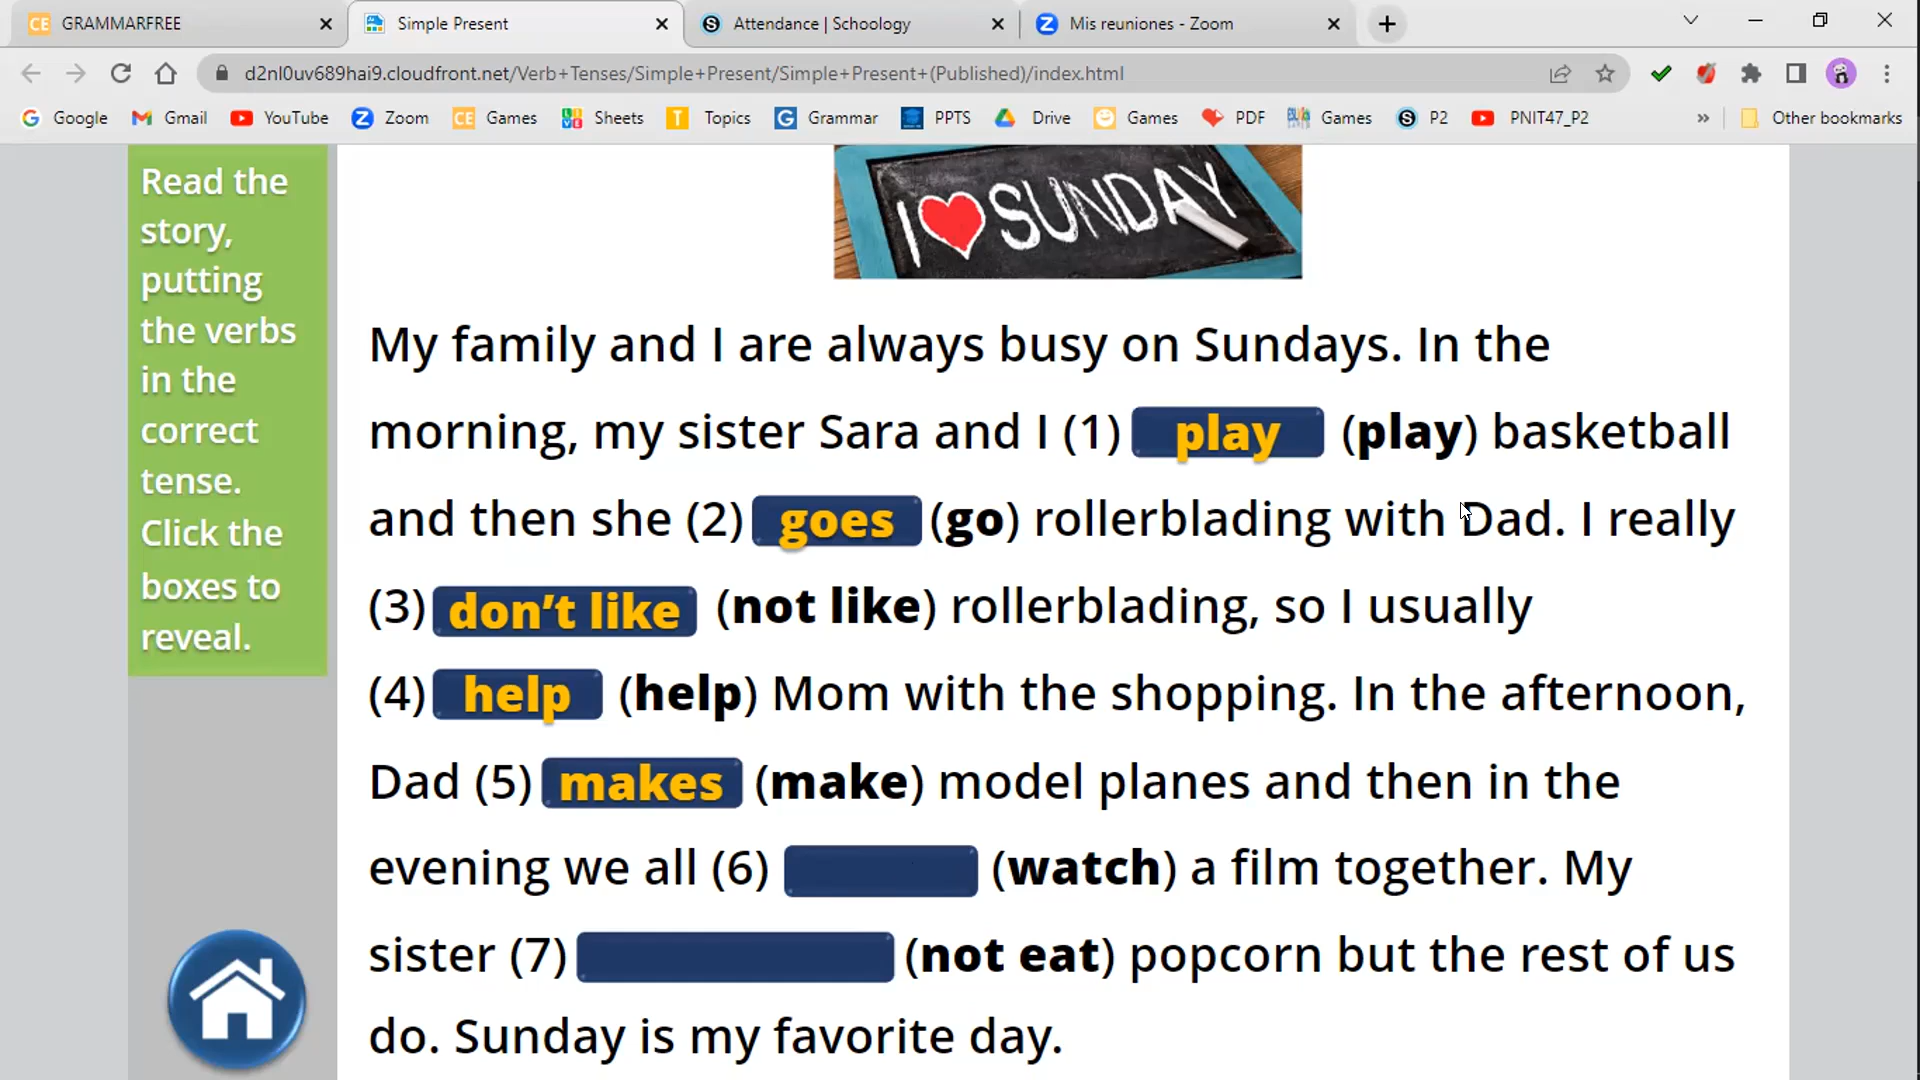 GRAMMARFREE
Simple Present
Attendance | Schoology
Mis reuniones - Zoom
d2nl0uv689hai9.cloudfront.net/Verb+Tenses/Simple+Present/Simple+Present+(Published)/index.html
Google Gmail YouTube Zoom CE Games Sheets T Topics G Grammar PPTS Drive Games PDF Games P2 PNIT47_P2 » Other bookmarks
Read the
story,
putting
the verbs
in the
correct
tense.
Click the
boxes to
reveal.
I SUNDAY
My family and I are always busy on Sundays. In the
morning, my sister Sara and I (1) play (play) basketball
and then she (2) goes (go) rollerblading with Dad. I really
(3) don't like (not like) rollerblading, so I usually
(4) help (help) Mom with the shopping. In the afternoon,
Dad (5) makes (make) model planes and then in the
evening we all (6) (watch) a film together. My
sister (7) (not eat) popcorn but the rest of us
do. Sunday is my favorite day.